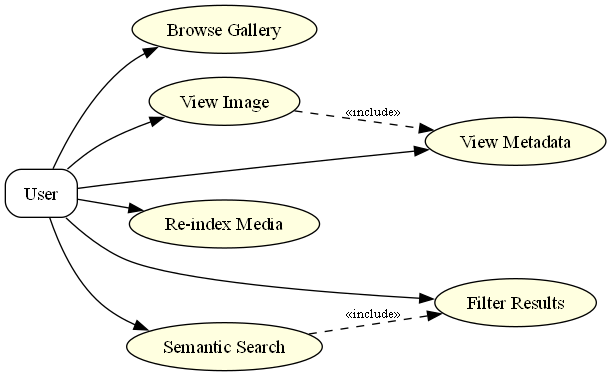 Browse Gallery
View Image
«include»
View Metadata
User
Re-index Media
Filter Results
«include»
Semantic Search